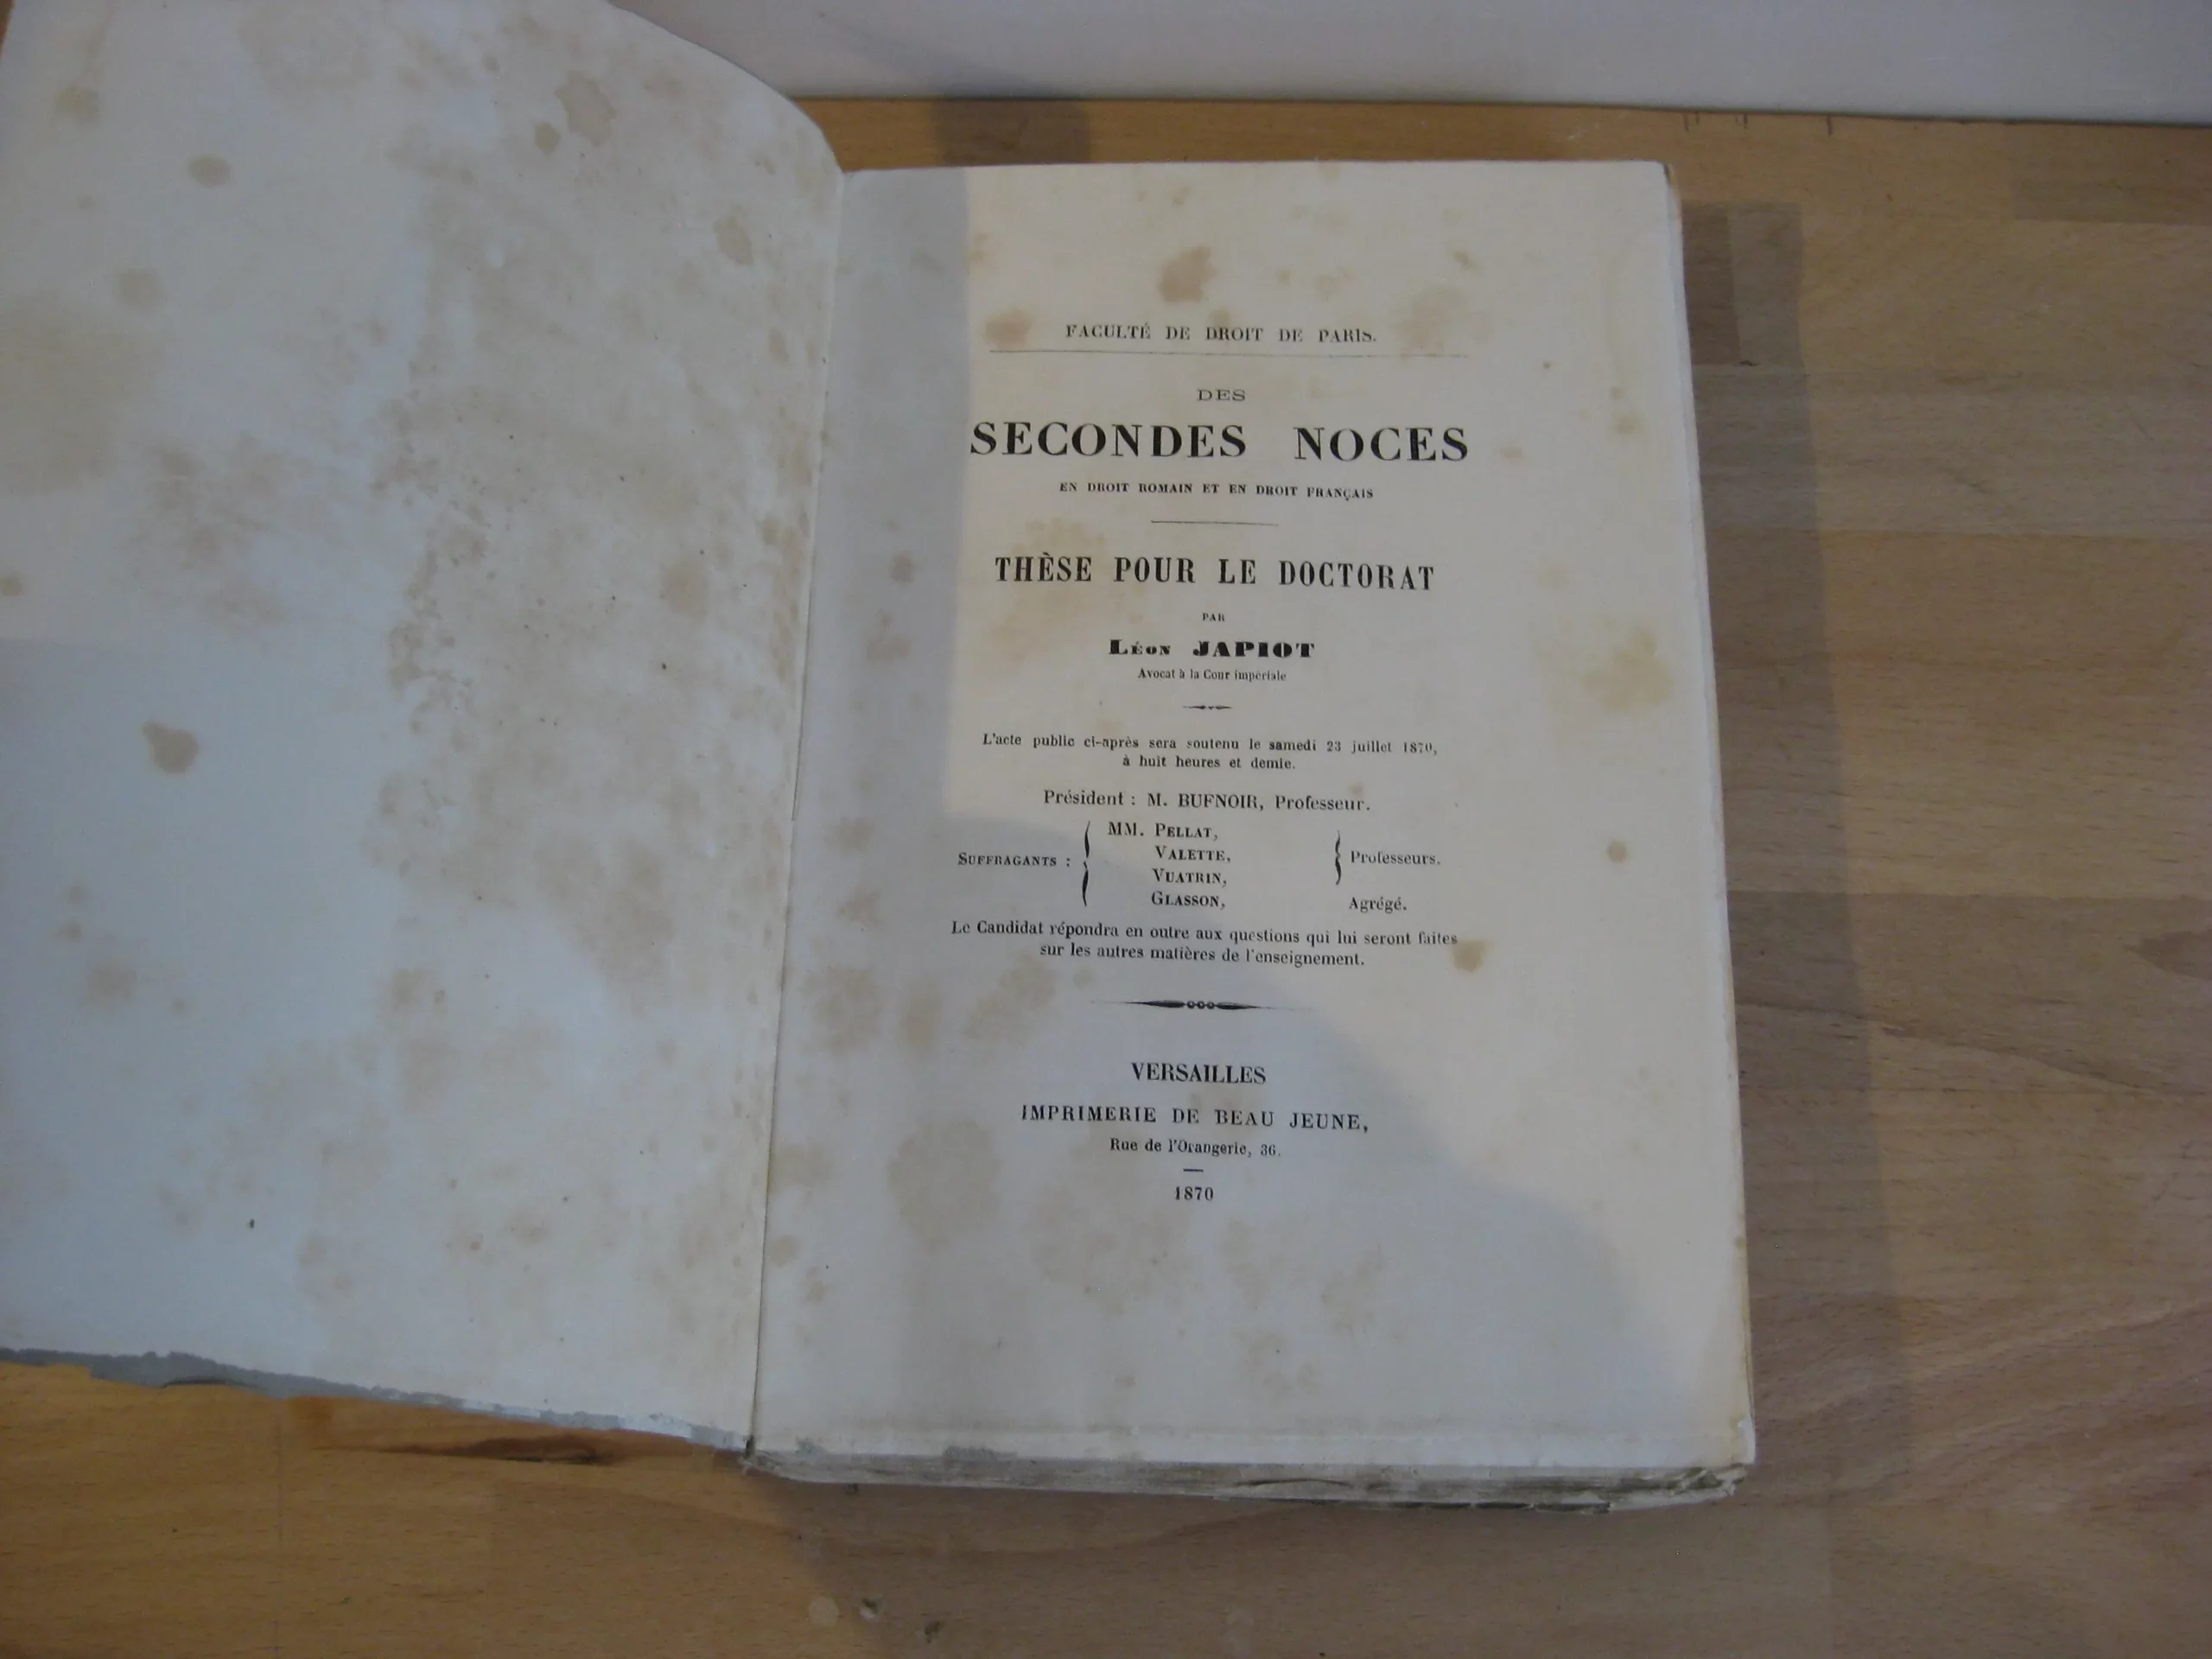 FACULTÉ DE DROIT DE PARIS.
DES
SECONDES NOCES
EN DROIT ROMAIN ET EN DROIT FRANÇAIS
THÈSE POUR LE DOCTORAT
PAR
LÉON JAPIOT
Avocat à la Cour impériale
L'acte public ci-après sera soutenu le samedi 23 juillet 1870,
à huit heures et demie.
Président : M. BUFNOIR, Professeur.
SUFFRAGANTS :
MM. PELLAT,
VALETTE,
VUATRIN,
Professeurs.
GLASSON, Agrégé.
Le Candidat répondra en outre aux questions qui lui seront faites
sur les autres matières de l'enseignement.
VERSAILLES
IMPRIMERIE DE BEAU JEUNE,
Rue de l'Orangerie, 36.
1870